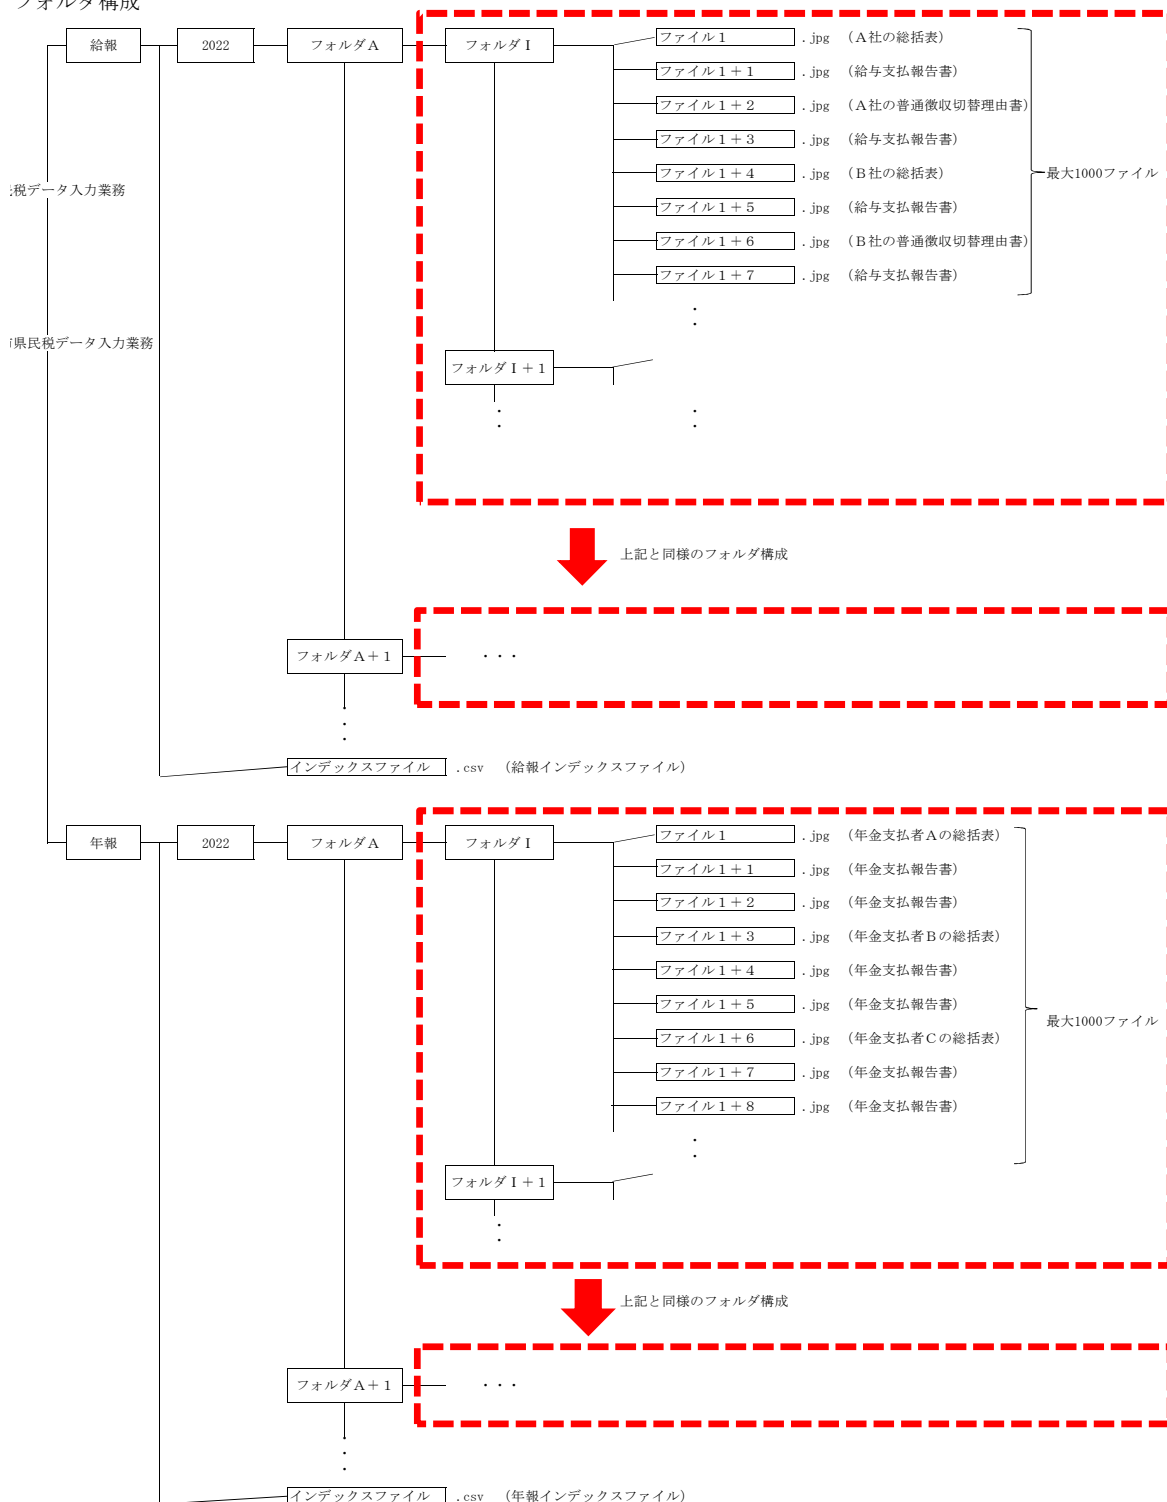 フォルダ構成
給報 2022 フォルダA フォルダI ファイル1 .jpg （A社の総括表）
ファイル1＋1 .jpg （給与支払報告書）
ファイル1＋2 .jpg （A社の普通徴収切替理由書）
ファイル1＋3 .jpg （給与支払報告書）
ファイル1＋4 .jpg （B社の総括表） 最大1000ファイル
税データ入力業務
ファイル1＋5 .jpg （給与支払報告書）
ファイル1＋6 .jpg （B社の普通徴収切替理由書）
ファイル1＋7 .jpg （給与支払報告書）
：
県民税データ入力業務
フォルダI＋1
： ：
上記と同様のフォルダ構成
フォルダA＋1 ・・・
・
・
・
インデックスファイル .csv （給報インデックスファイル）
年報 2022 フォルダA フォルダI ファイル1 .jpg （年金支払者Aの総括表）
ファイル1＋1 .jpg （年金支払報告書）
ファイル1＋2 .jpg （年金支払報告書）
ファイル1＋3 .jpg （年金支払者Bの総括表）
ファイル1＋4 .jpg （年金支払報告書）
ファイル1＋5 .jpg （年金支払報告書）
最大1000ファイル
ファイル1＋6 .jpg （年金支払者Cの総括表）
ファイル1＋7 .jpg （年金支払報告書）
ファイル1＋8 .jpg （年金支払報告書）
：
フォルダI＋1
：
上記と同様のフォルダ構成
フォルダA＋1 ・・・
・
・
・
インデックスファイル .csv （年報インデックスファイル）